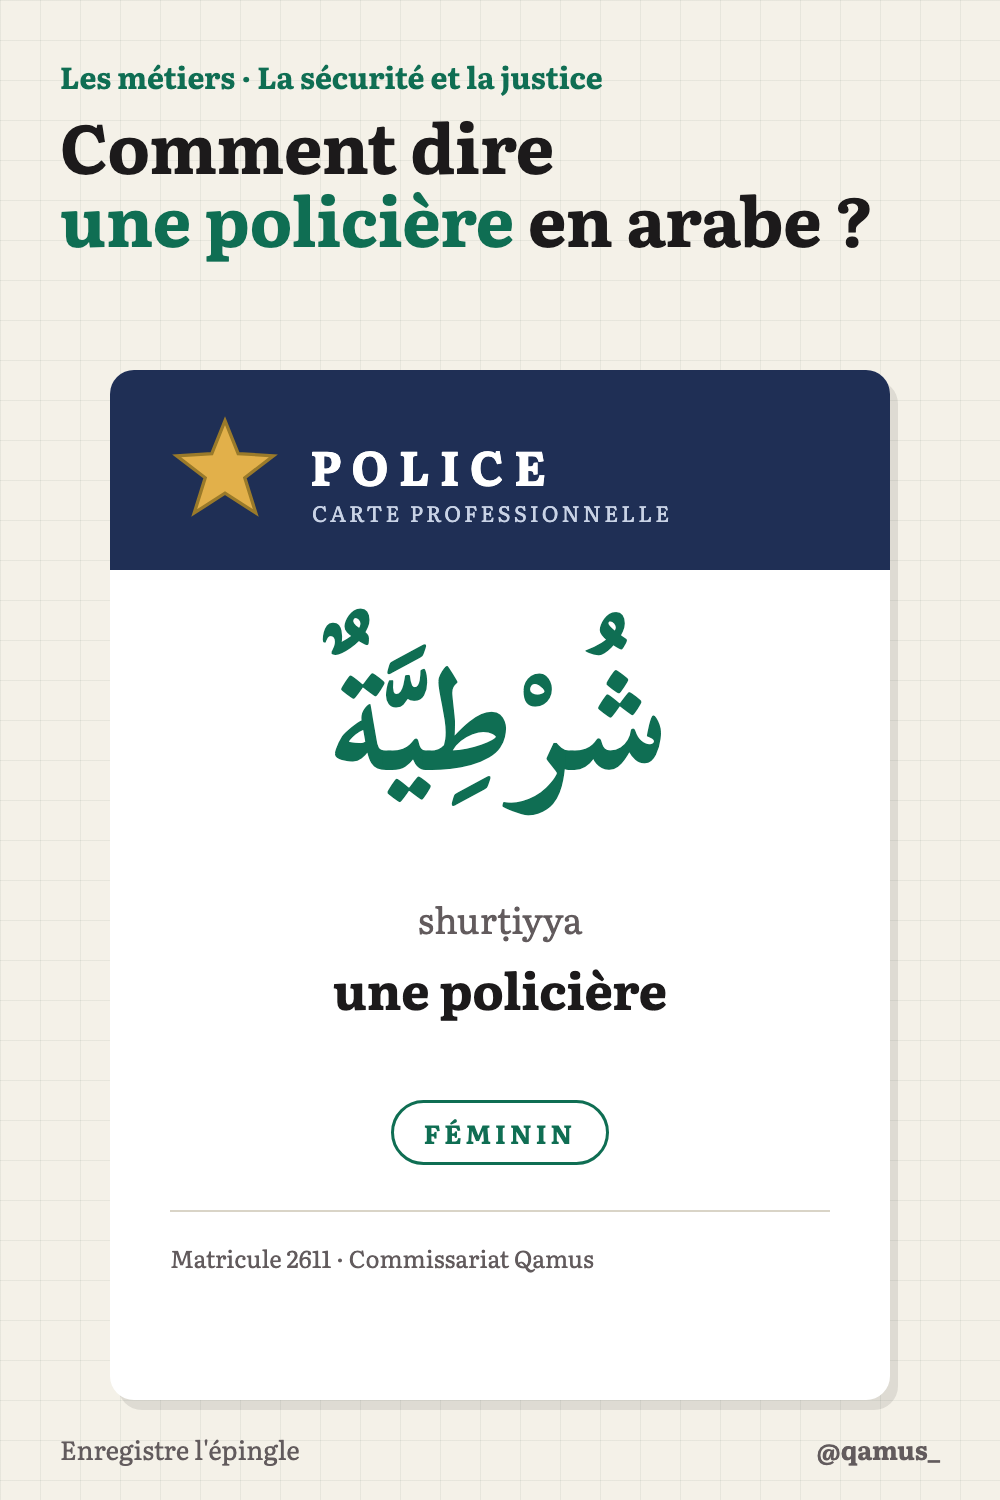 Les métiers · La sécurité et la justice
Comment dire
une policière en arabe ?
POLICE
CARTE PROFESSIONNELLE
شُرْطِيَّةٌ
shurṭiyya
une policière
FÉMININ
Matricule 2611 · Commissariat Qamus
Enregistre l'épingle
@qamus_